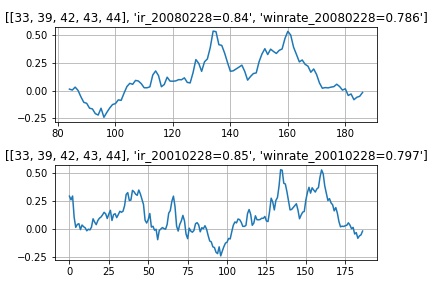 [[33, 39, 42, 43, 44], 'ir_20080228=0.84', 'winrate_20080228=0.786']
0.50
0.25
0.00
−0.25
80 100 120 140 160 180
[[33, 39, 42, 43, 44], 'ir_20010228=0.85', 'winrate_20010228=0.797']
0.50
0.25
0.00
−0.25
0 25 50 75 100 125 150 175